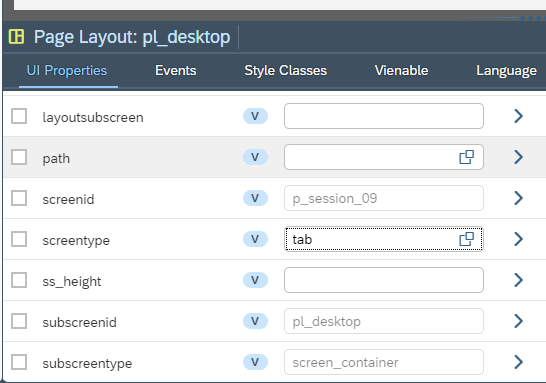 Page Layout: pl_desktop
UI Properties Events Style Classes Vienable Language
layoutsubscreen V
path V
screenid V p_session_09
screentype V tab
ss_height V
subscreenid V pl_desktop
subscreentype V screen_container